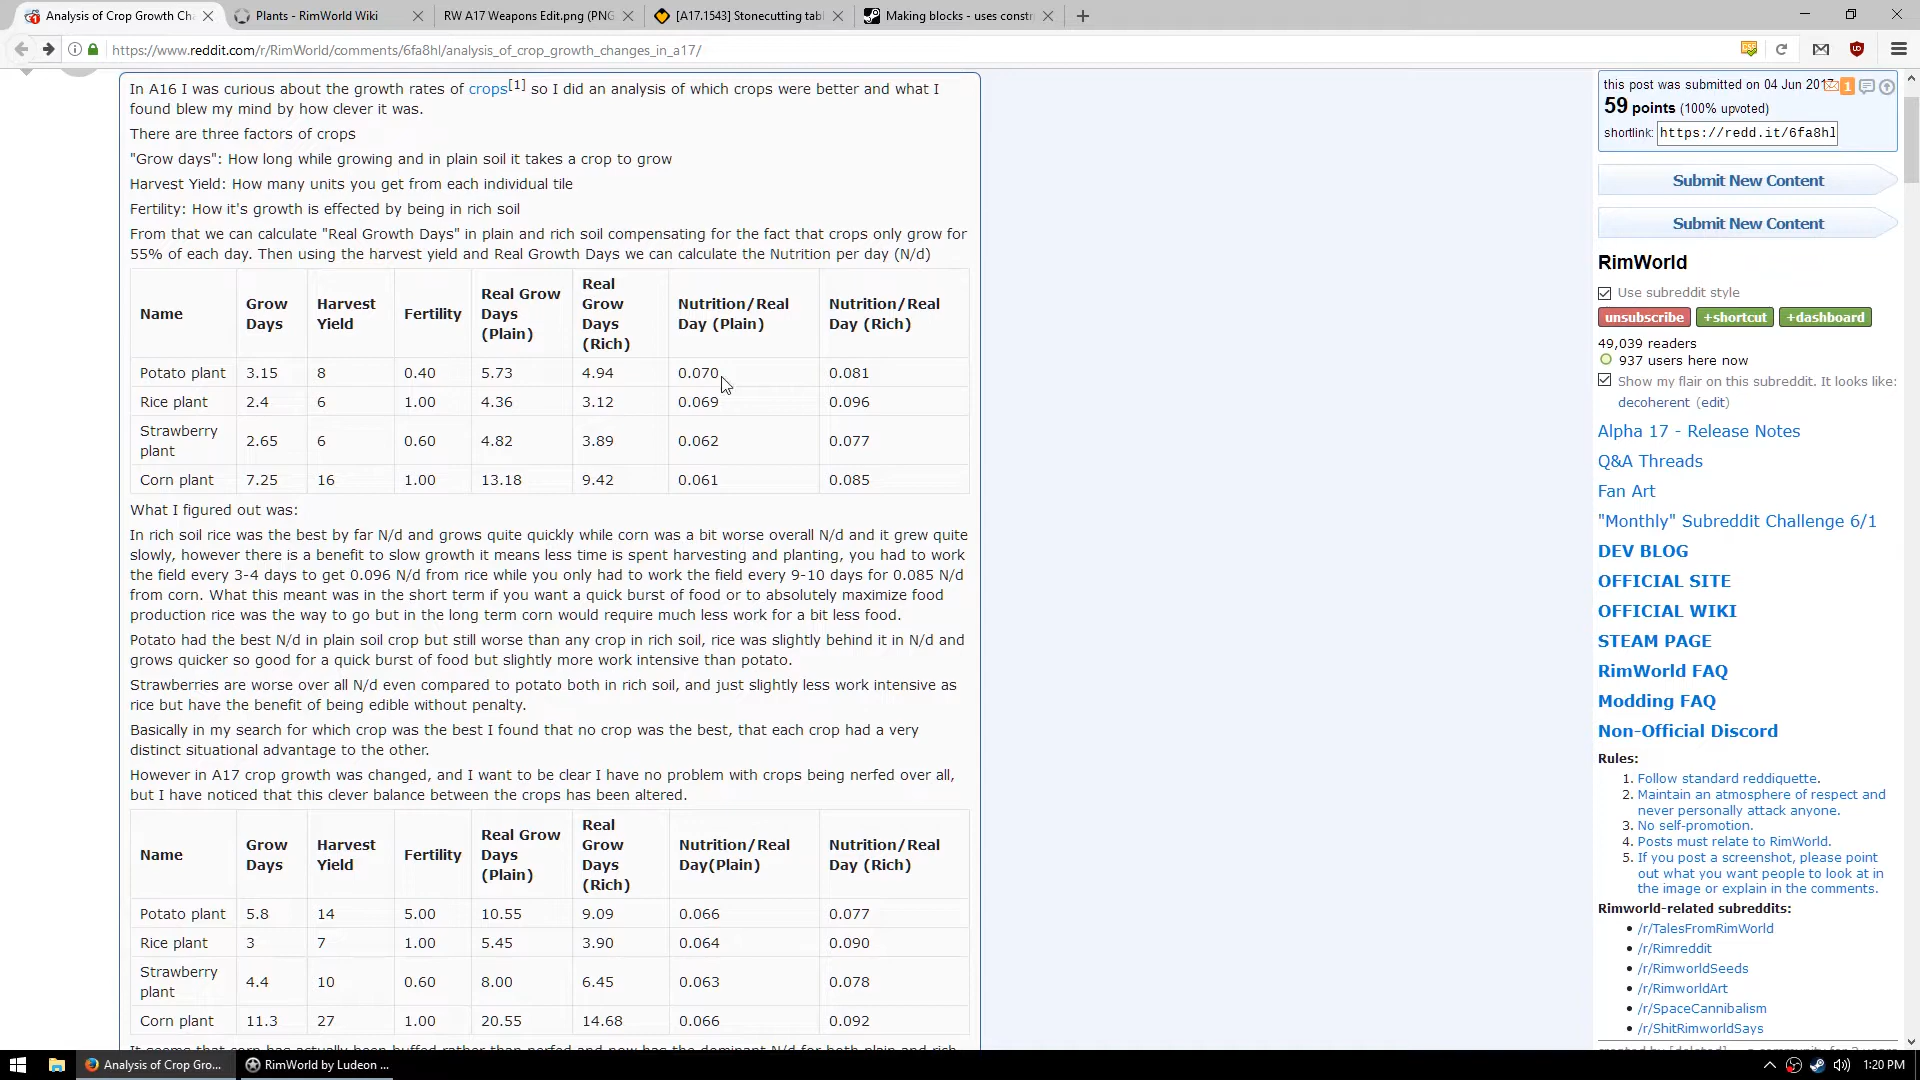 Analysis of Crop Growth Ch
Plants - RimWorld Wiki
RW A17 Weapons Edit.png (PNG
[A17.1543] Stonecutting tab
Making blocks - uses constr
https://www.reddit.com/r/RimWorld/comments/6fa8hl/analysis_of_crop_growth_changes_in_a17/
In A16 I was curious about the growth rates of crops[1] so I did an analysis of which crops were better and what I
found blew my mind by how clever it was.
There are three factors of crops
"Grow days": How long while growing and in plain soil it takes a crop to grow
Harvest Yield: How many units you get from each individual tile
Fertility: How it's growth is effected by being in rich soil
From that we can calculate "Real Growth Days" in plain and rich soil compensating for the fact that crops only grow for
55% of each day. Then using the harvest yield and Real Growth Days we can calculate the Nutrition per day (N/d)
Name Grow Days Harvest Yield Fertility Real Grow Days (Plain) Real Grow Days (Rich) Nutrition/Real Day (Plain) Nutrition/Real Day (Rich)
Potato plant 3.15 8 0.40 5.73 4.94 0.070 0.081
Rice plant 2.4 6 1.00 4.36 3.12 0.069 0.096
Strawberry plant 2.65 6 0.60 4.82 3.89 0.062 0.077
Corn plant 7.25 16 1.00 13.18 9.42 0.061 0.085
What I figured out was:
In rich soil rice was the best by far N/d and grows quite quickly while corn was a bit worse overall N/d and it grew quite
slowly, however there is a benefit to slow growth it means less time is spent harvesting and planting, you had to work
the field every 3-4 days to get 0.096 N/d from rice while you only had to work the field every 9-10 days for 0.085 N/d
from corn. What this meant was in the short term if you want a quick burst of food or to absolutely maximize food
production rice was the way to go but in the long term corn would require much less work for a bit less food.
Potato had the best N/d in plain soil crop but still worse than any crop in rich soil, rice was slightly behind it in N/d and
grows quicker so good for a quick burst of food but slightly more work intensive than potato.
Strawberries are worse over all N/d even compared to potato both in rich soil, and just slightly less work intensive as
rice but have the benefit of being edible without penalty.
Basically in my search for which crop was the best I found that no crop was the best, that each crop had a very
distinct situational advantage to the other.
However in A17 crop growth was changed, and I want to be clear I have no problem with crops being nerfed over all,
but I have noticed that this clever balance between the crops has been altered.
Name Grow Days Harvest Yield Fertility Real Grow Days (Plain) Real Grow Days (Rich) Nutrition/Real Day(Plain) Nutrition/Real Day (Rich)
Potato plant 5.8 14 5.00 10.55 9.09 0.066 0.077
Rice plant 3 7 1.00 5.45 3.90 0.064 0.090
Strawberry plant 4.4 10 0.60 8.00 6.45 0.063 0.078
Corn plant 11.3 27 1.00 20.55 14.68 0.066 0.092
It seems that corn has actually been buffed rather than nerfed and now has the dominant N/d for both plain and rich
this post was submitted on 04 Jun 2017
1
59 points (100% upvoted)
shortlink: https://redd.it/6fa8hl
Submit New Content
Submit New Content
RimWorld
Use subreddit style
unsubscribe +shortcut +dashboard
49,039 readers
937 users here now
Show my flair on this subreddit. It looks like:
decoherent (edit)
Alpha 17 - Release Notes
Q&A Threads
Fan Art
"Monthly" Subreddit Challenge 6/1
DEV BLOG
OFFICIAL SITE
OFFICIAL WIKI
STEAM PAGE
RimWorld FAQ
Modding FAQ
Non-Official Discord
Rules:
1. Follow standard reddiquette.
2. Maintain an atmosphere of respect and
never personally attack anyone.
3. No self-promotion.
4. Posts must relate to RimWorld.
5. If you post a screenshot, please point
out what you want people to look at in
the image or explain in the comments.
Rimworld-related subreddits:
/r/TalesFromRimWorld
/r/Rimreddit
/r/RimworldSeeds
/r/RimworldArt
/r/SpaceCannibalism
/r/ShitRimworldSays
Analysis of Crop Gro...
RimWorld by Ludeon ...
1:20 PM